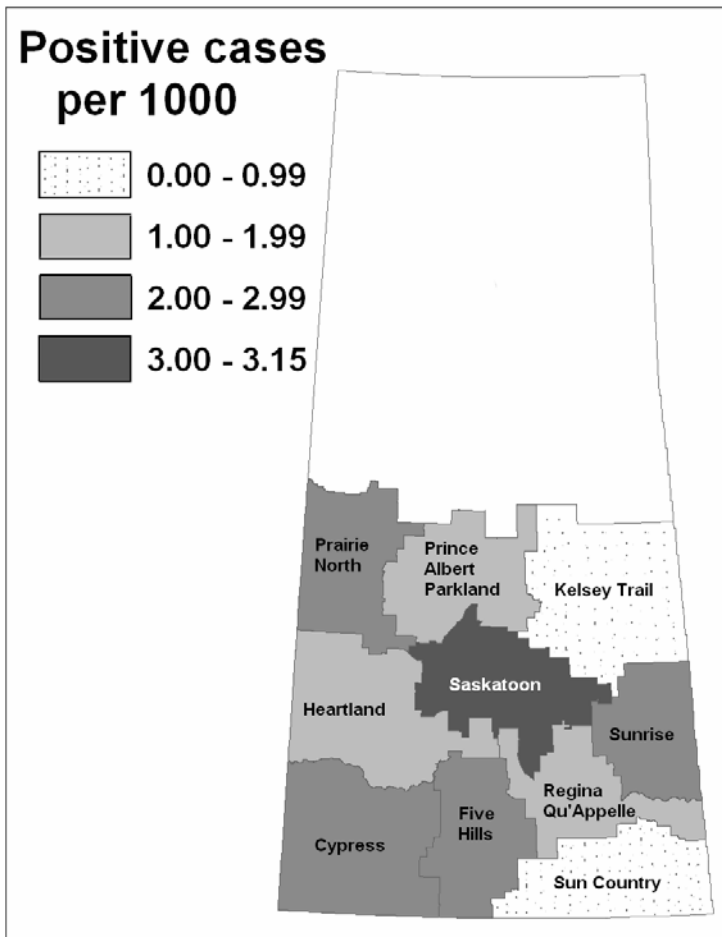 Positive cases
per 1000
0.00 - 0.99
1.00 - 1.99
2.00 - 2.99
3.00 - 3.15
Prairie
North
Prince
Albert
Parkland
Kelsey Trail
Saskatoon
Heartland
Sunrise
Regina
Qu'Appelle
Five
Hills
Cypress
Sun Country